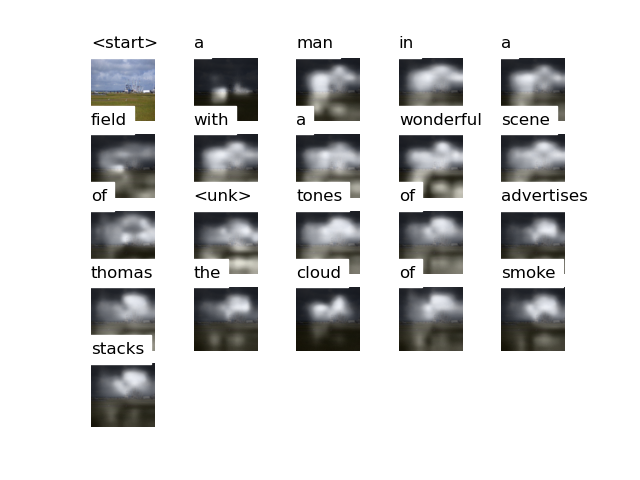 <start> a man in a
field with a wonderful scene
of <unk> tones of advertises
thomas the cloud of smoke
stacks